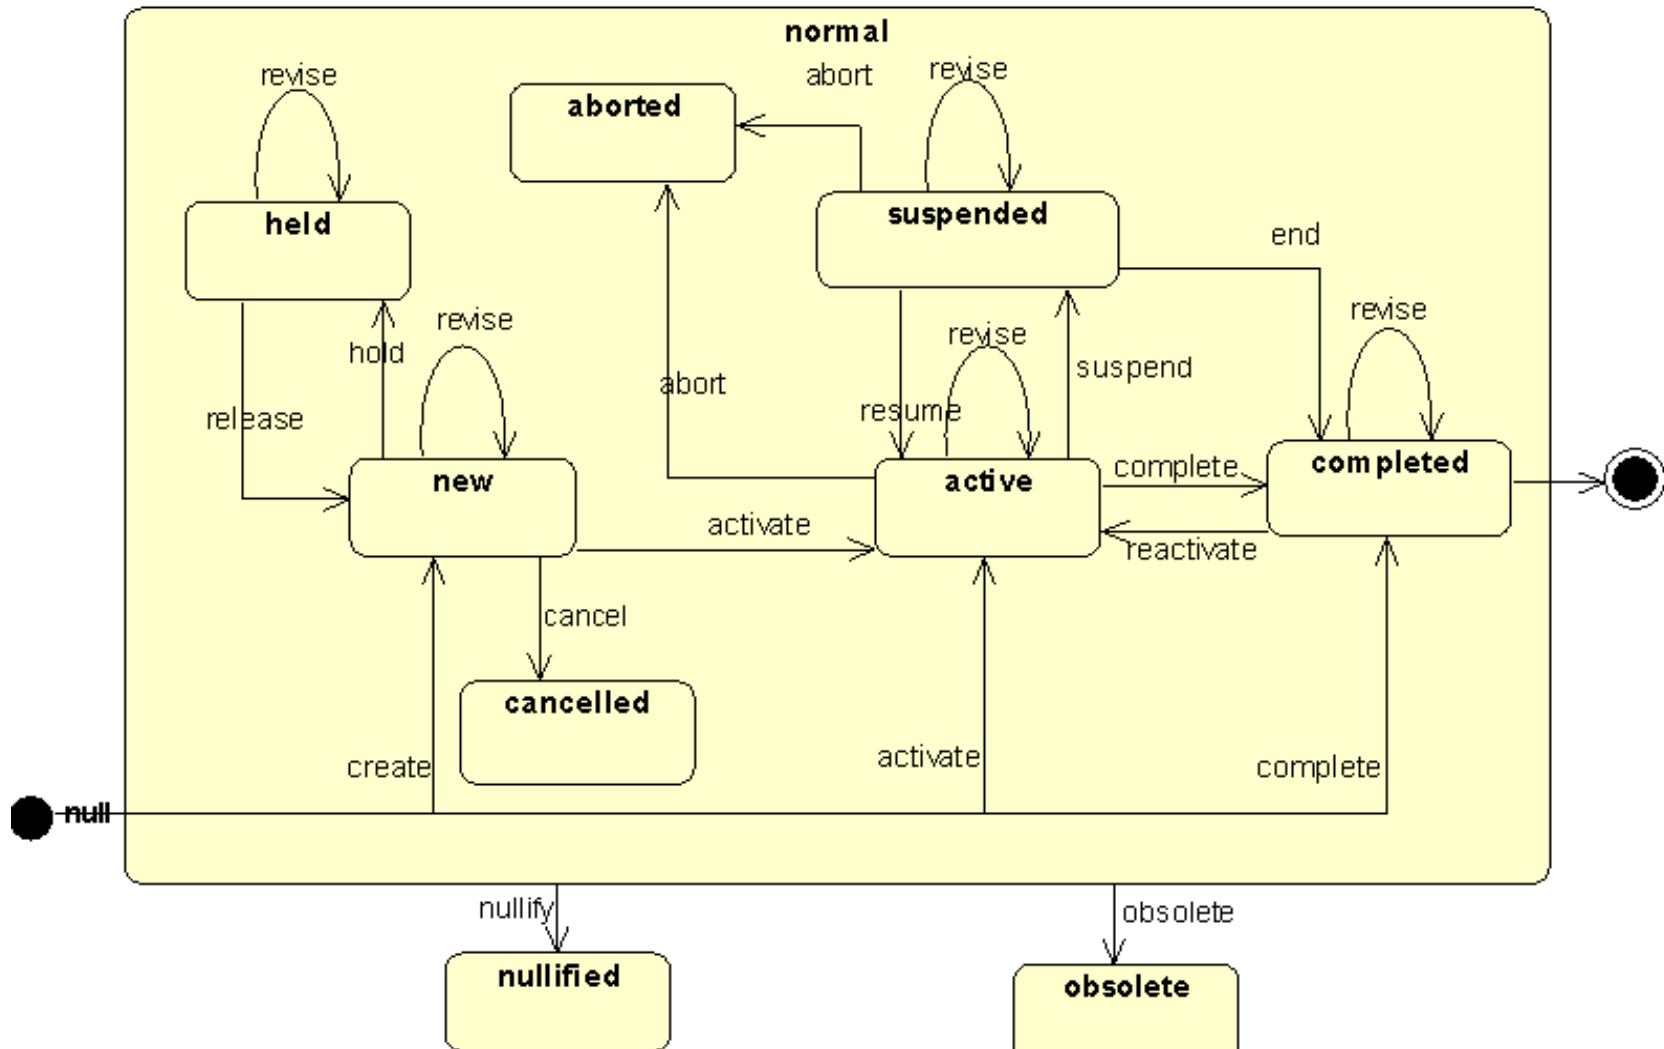 normal
revise
abort
revise
aborted
suspended
held
end
revise
revise
revise
hold
abort
suspend
resume
release
new
active
complete
completed
activate
reactivate
cancel
cancelled
create
activate
complete
null
nullify
obsolete
nullified
obsolete